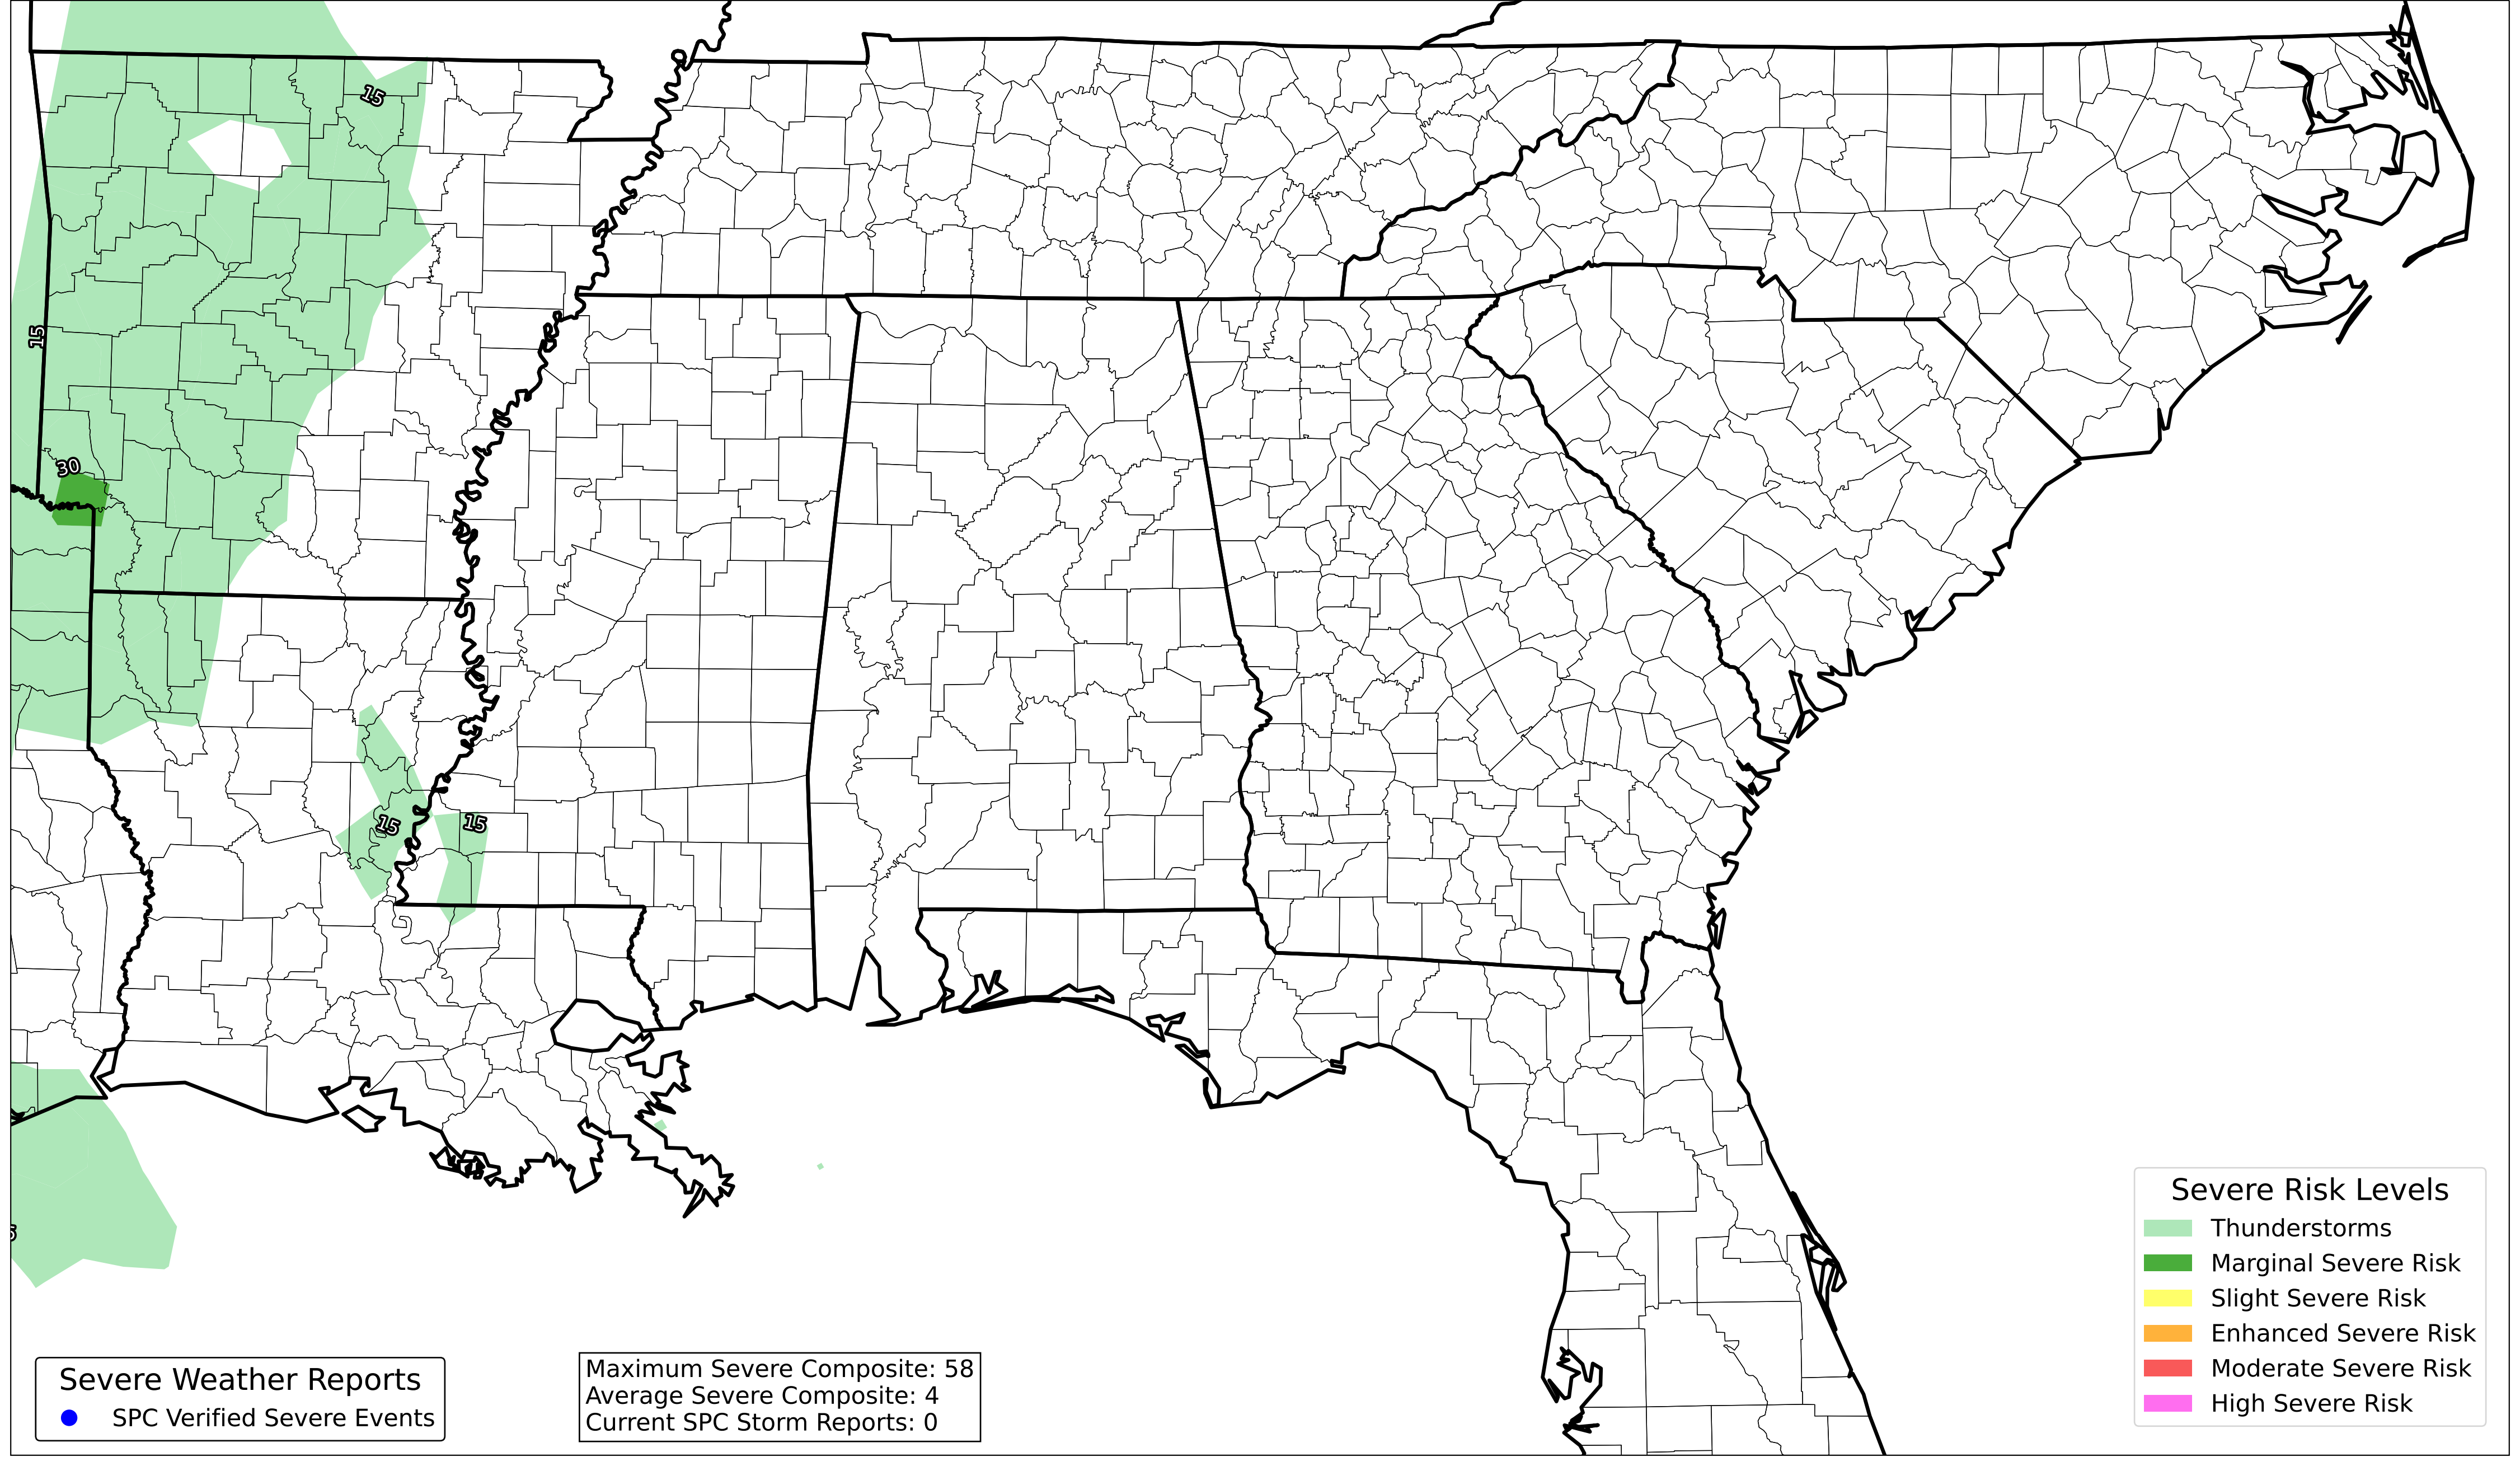 15
15
30
15
15
Severe Risk Levels
Thunderstorms
Marginal Severe Risk
Slight Severe Risk
Enhanced Severe Risk
Moderate Severe Risk
High Severe Risk
Severe Weather Reports
SPC Verified Severe Events
Maximum Severe Composite: 58
Average Severe Composite: 4
Current SPC Storm Reports: 0